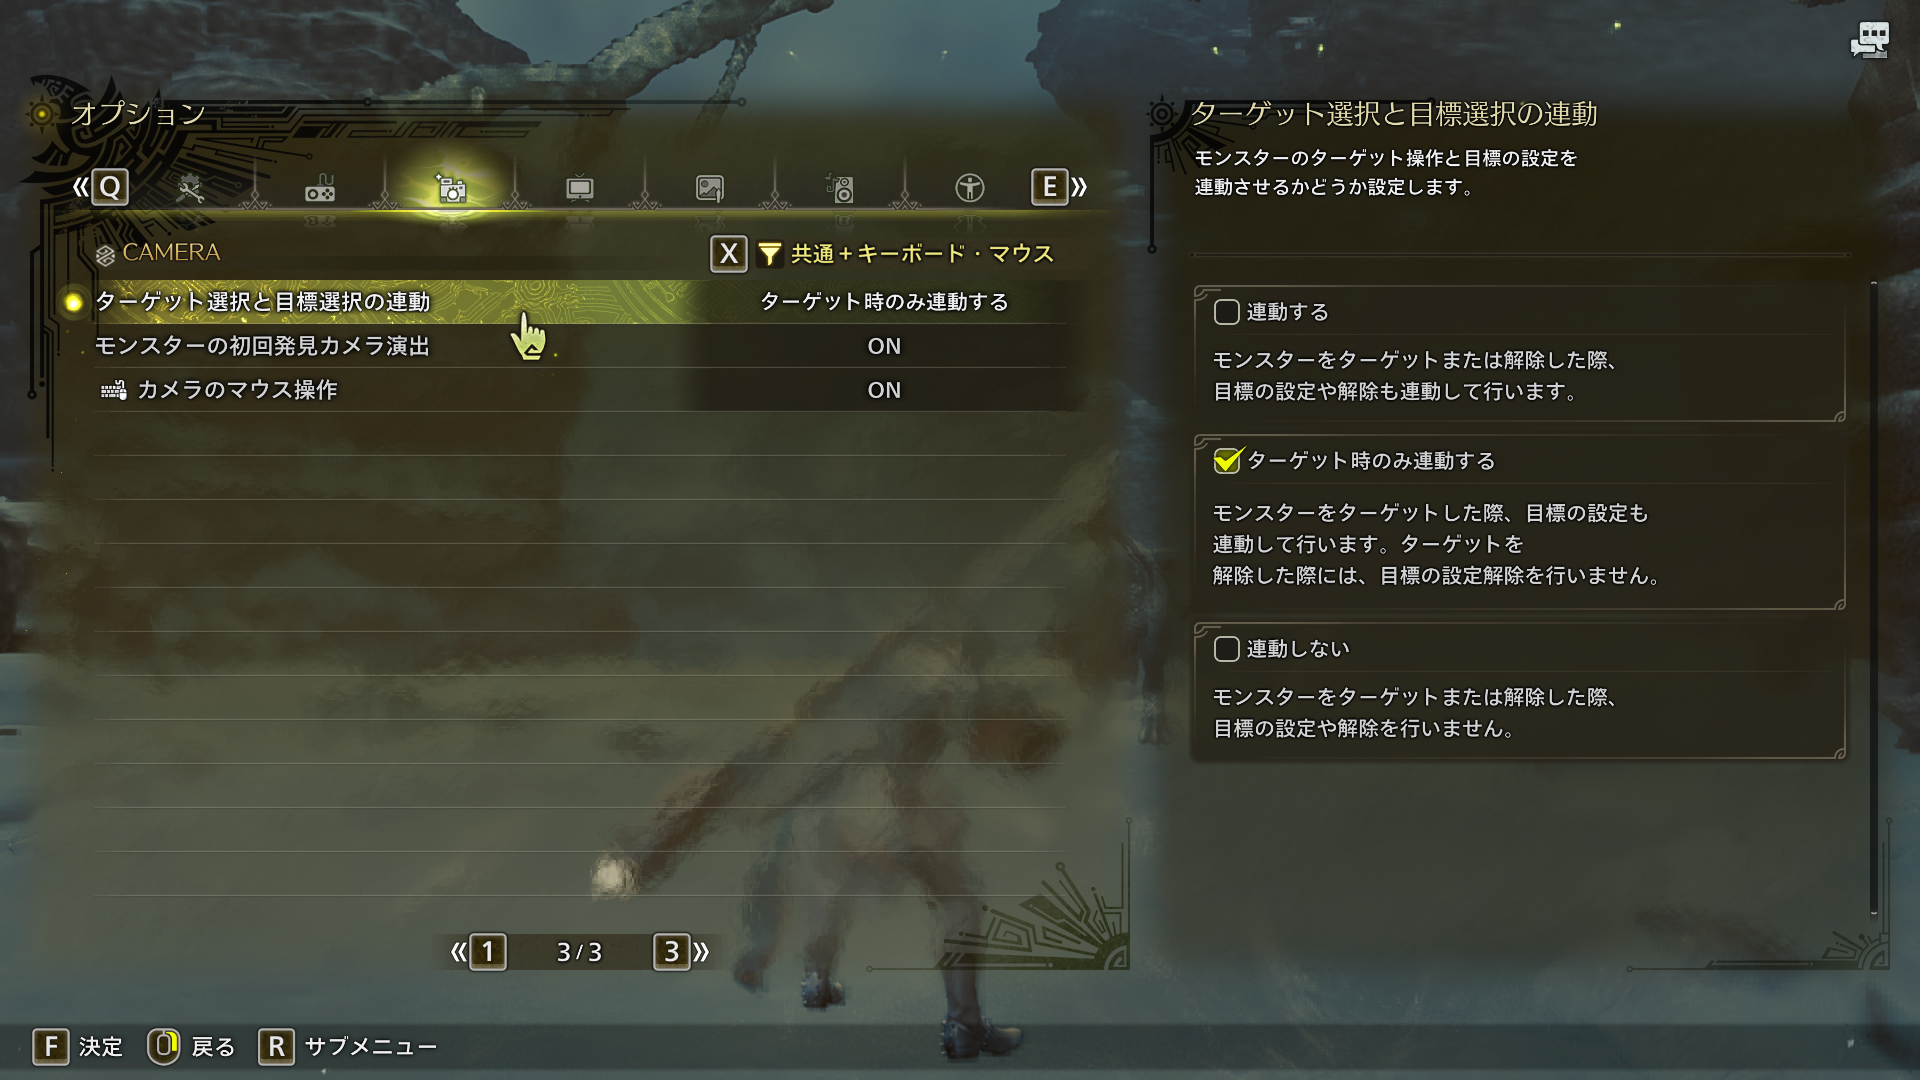 オプション
Q
E
CAMERA
X 共通+キーボード・マウス
ターゲット選択と目標選択の連動 ターゲット時のみ連動する
モンスターの初回発見カメラ演出 ON
カメラのマウス操作 ON
1 3/3 3
F 決定 戻る R サブメニュー
ターゲット選択と目標選択の連動
モンスターのターゲット操作と目標の設定を
連動させるかどうか設定します。
連動する
モンスターをターゲットまたは解除した際、
目標の設定や解除も連動して行います。
ターゲット時のみ連動する
モンスターをターゲットした際、目標の設定も
連動して行います。ターゲットを
解除した際には、目標の設定解除を行いません。
連動しない
モンスターをターゲットまたは解除した際、
目標の設定や解除を行いません。